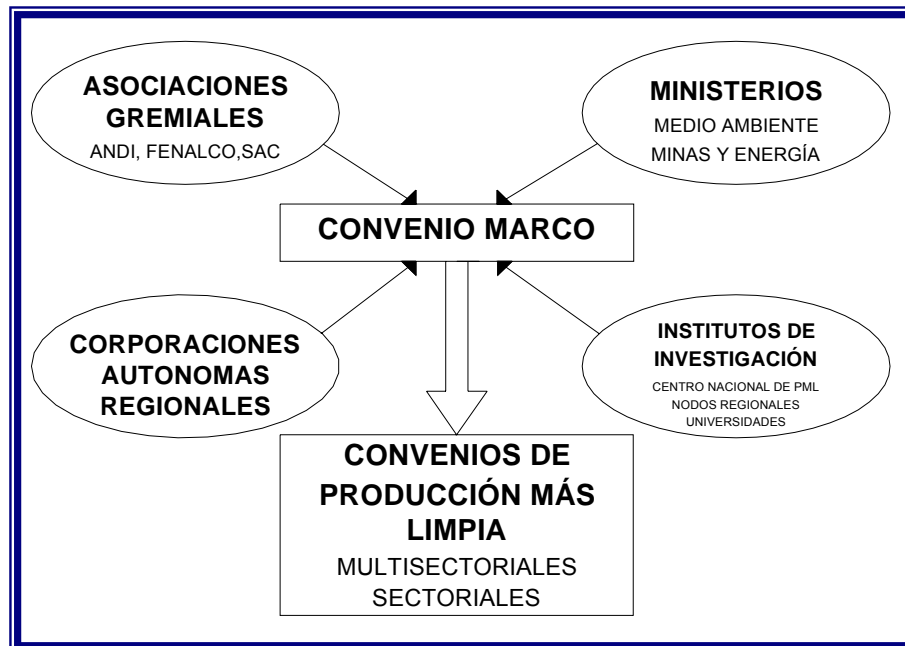 ASOCIACIONES
GREMIALES
ANDI, FENALCO,SAC
MINISTERIOS
MEDIO AMBIENTE
MINAS Y ENERGÍA
CONVENIO MARCO
CORPORACIONES
AUTONOMAS
REGIONALES
INSTITUTOS DE
INVESTIGACIÓN
CENTRO NACIONAL DE PML
NODOS REGIONALES
UNIVERSIDADES
CONVENIOS DE
PRODUCCIÓN MÁS
LIMPIA
MULTISECTORIALES
SECTORIALES